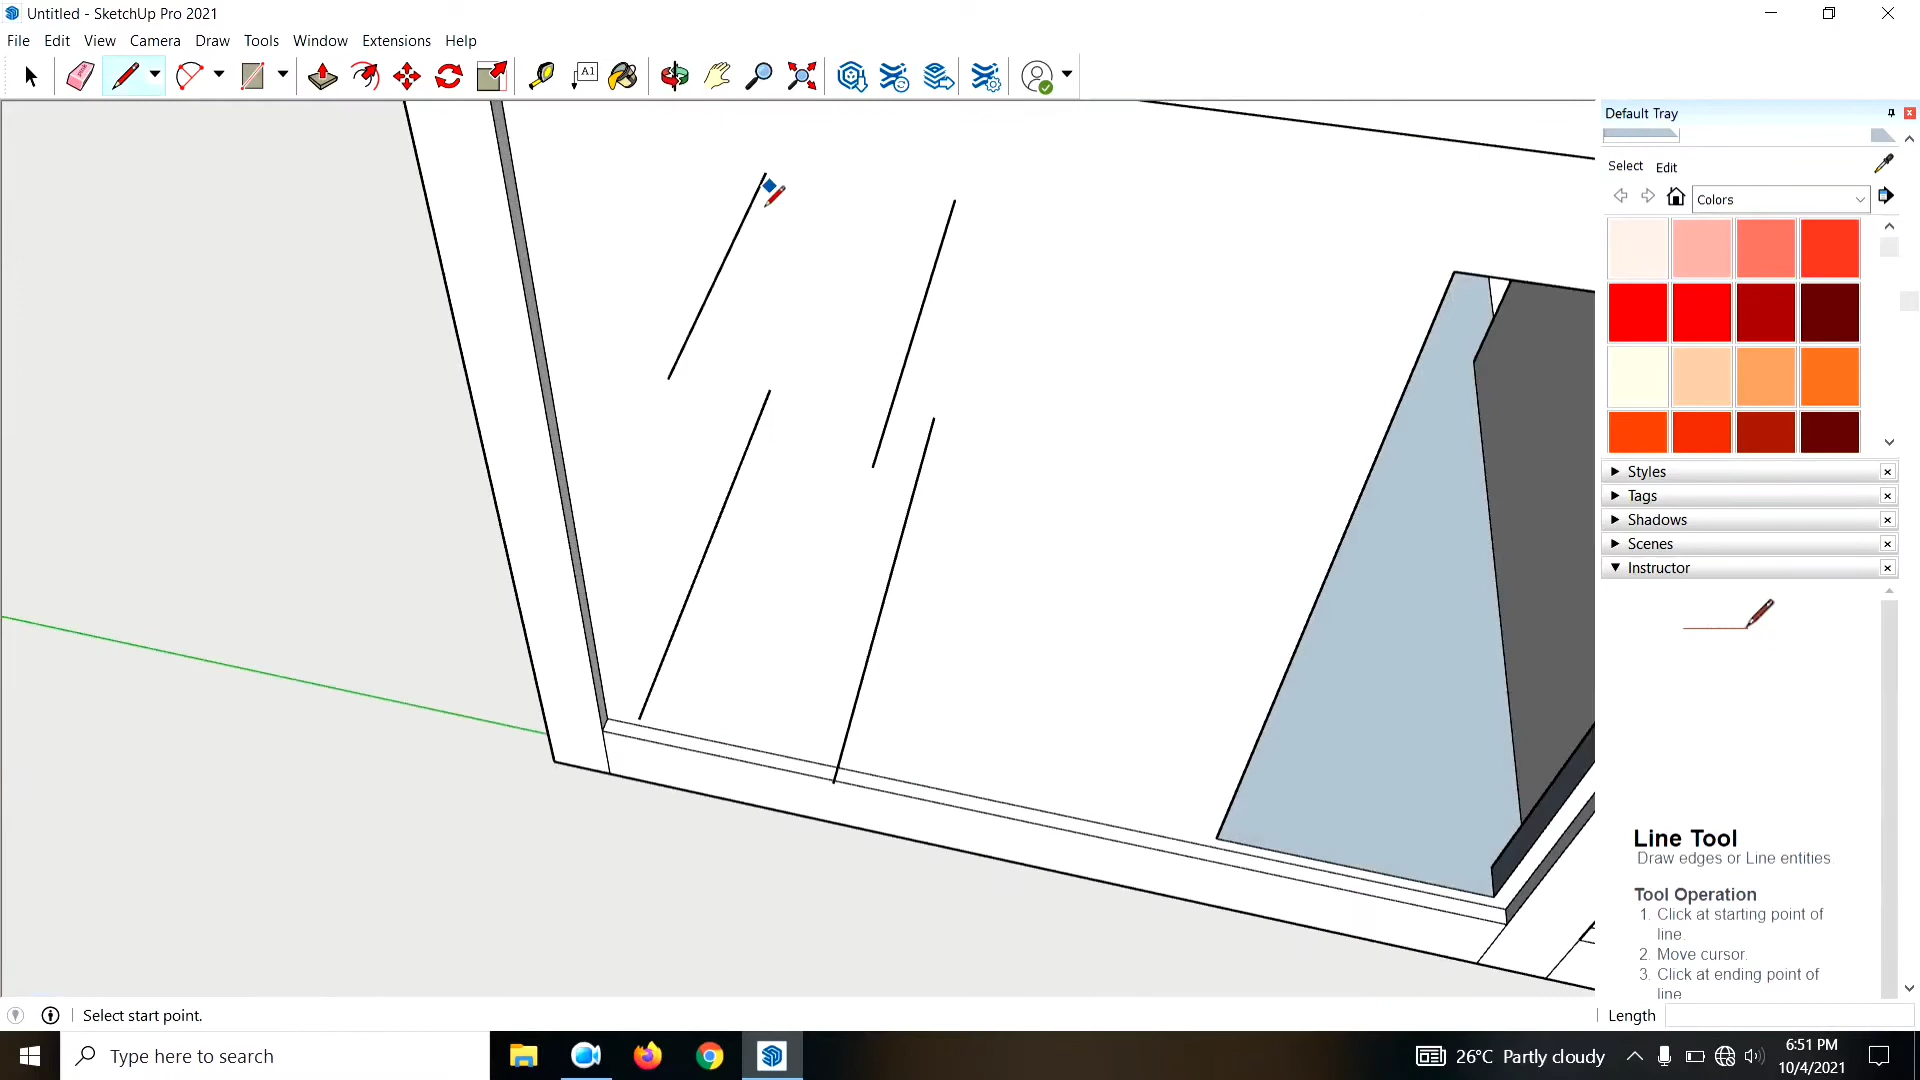 Untitled - SketchUp Pro 2021
File Edit View Camera Draw Tools Window Extensions Help
A1
Default Tray
Select Edit
Colors
Styles
Tags
Shadows
Scenes
Instructor
Line Tool
Draw edges or Line entities
Tool Operation
1. Click at starting point of
line.
2. Move cursor.
3. Click at ending point of
line
Select start point.
Length
Type here to search
26°C Partly cloudy
6:51 PM
10/4/2021